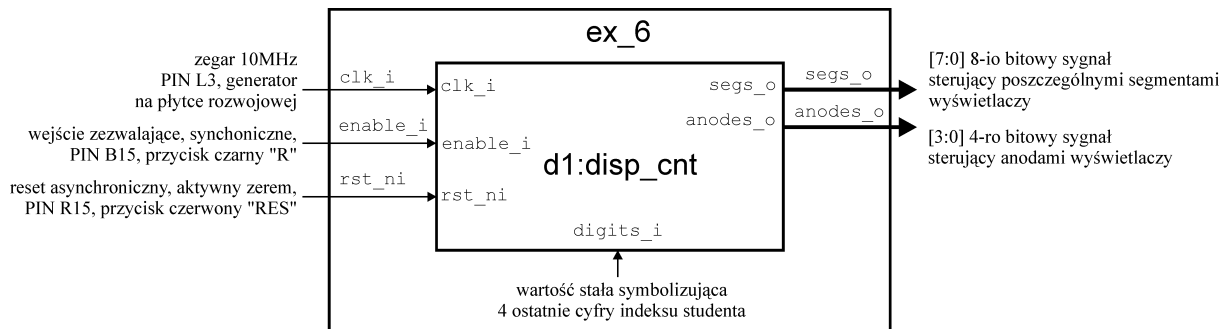 ex_6
zegar 10MHz
PIN L3, generator
na płytce rozwojowej
clk_i
clk_i
wejście zezwalające, synchoniczne,
PIN B15, przycisk czarny "R"
enable_i
enable_i
reset asynchroniczny, aktywny zerem,
PIN R15, przycisk czerwony "RES"
rst_ni
rst_ni
d1:disp_cnt
digits_i
wartość stała symbolizująca
4 ostatnie cyfry indeksu studenta
segs_o
segs_o
[7:0] 8-io bitowy sygnał
sterujący poszczególnymi segmentami
wyświetlaczy
anodes_o
anodes_o
[3:0] 4-ro bitowy sygnał
sterujący anodami wyświetlaczy